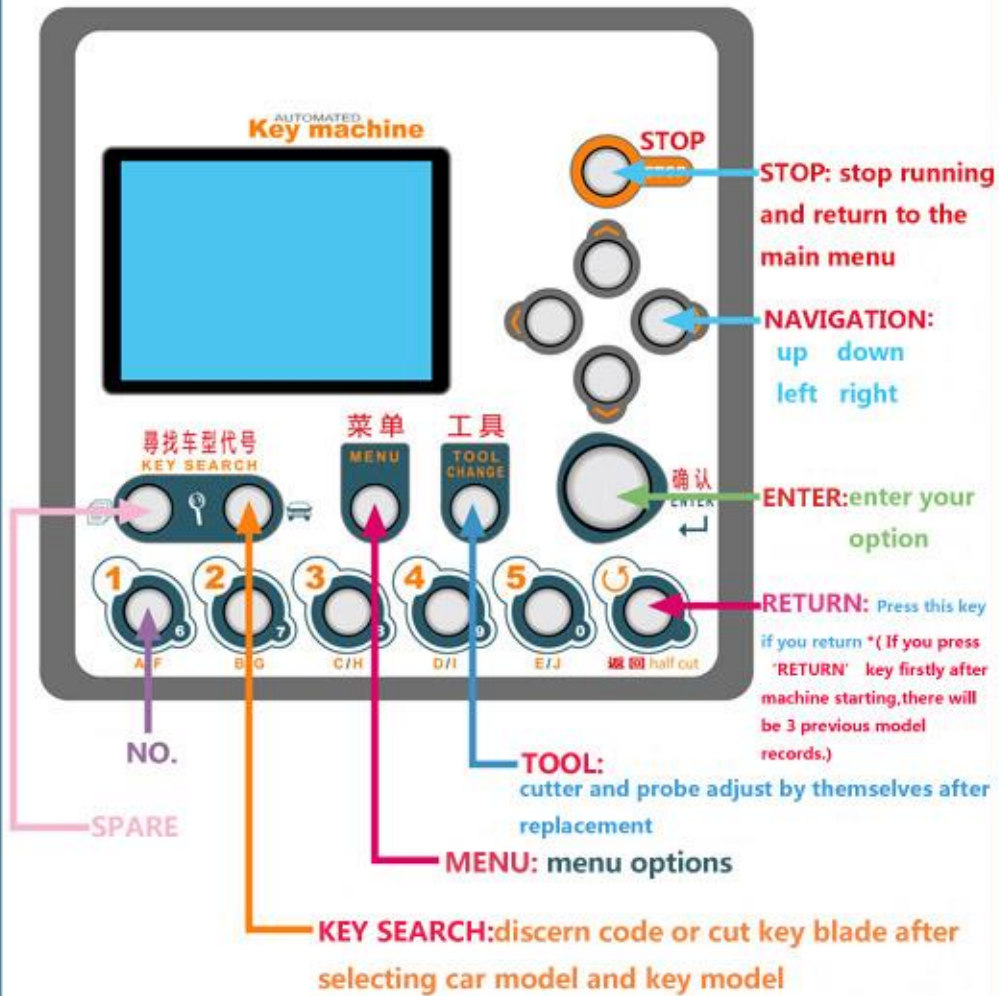 AUTOMATED
Key machine
STOP
STOP
STOP: stop running
and return to the
main menu
NAVIGATION:
up down
left right
尋找车型代号
KEY SEARCH
菜单
MENU
工具
TOOL
CHANGE
确认
ENTER
ENTER:enter your
option
1 6
2 7
3 8
4 9
5 0
A/F
B/G
C/H
D/I
E/J
返回 half cut
RETURN: Press this key
if you return *( If you press
‘RETURN’ key firstly after
machine starting,there will
be 3 previous model
records.)
NO.
TOOL:
cutter and probe adjust by themselves after
replacement
SPARE
MENU: menu options
KEY SEARCH:discern code or cut key blade after
selecting car model and key model